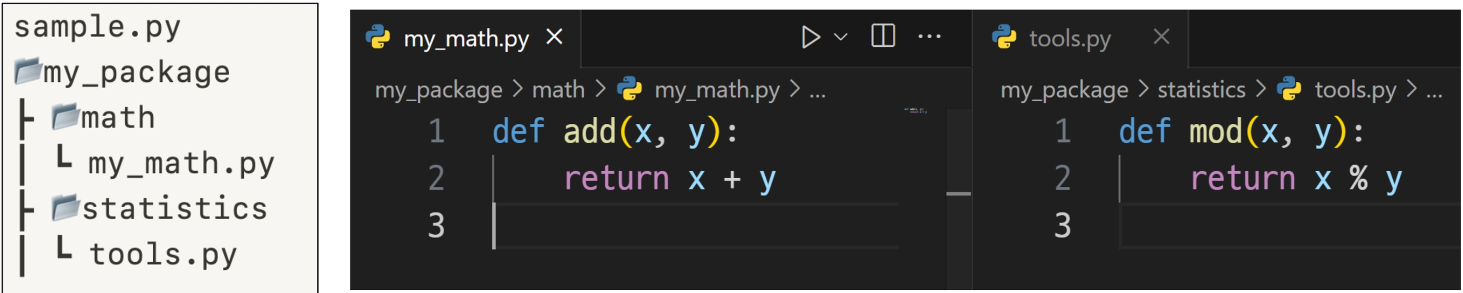 sample.py
my_package
├ math
│ └ my_math.py
├ statistics
│ └ tools.py
my_math.py ×
my_package > math > my_math.py > ...
1 def add(x, y):
2     return x + y
3
tools.py ×
my_package > statistics > tools.py > ...
1 def mod(x, y):
2     return x % y
3